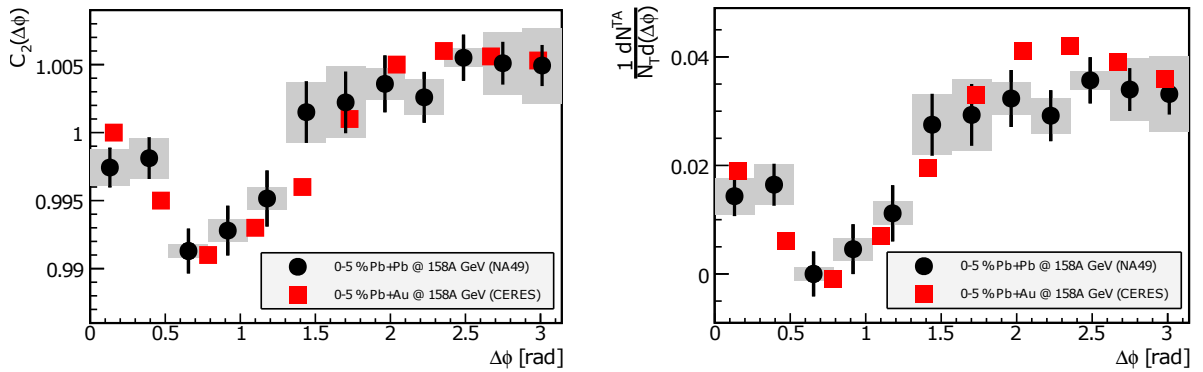 C₂(Δϕ)
1.005
1
0.995
0.99
0 0.5 1 1.5 2 2.5 3
Δϕ [rad]
0-5 % Pb+Pb @ 158A GeV (NA49)
0-5 % Pb+Au @ 158A GeV (CERES)
1 dNᵀᴬ
N_T d(Δϕ)
0.04
0.02
0
0 0.5 1 1.5 2 2.5 3
Δϕ [rad]
0-5 % Pb+Pb @ 158A GeV (NA49)
0-5 % Pb+Au @ 158A GeV (CERES)